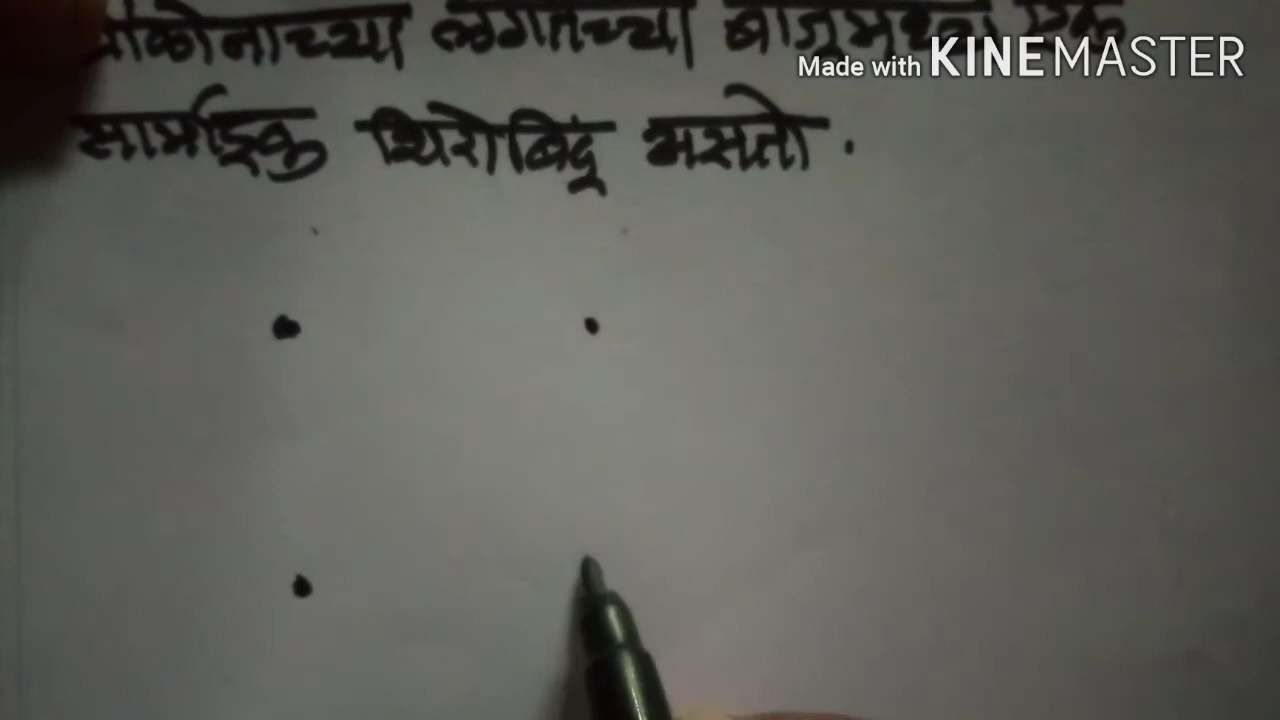 चौकोनाच्या लगतच्या बाजूमध्ये एक
Made with KINEMASTER
सामाईक शिरोबिंदू असतो.